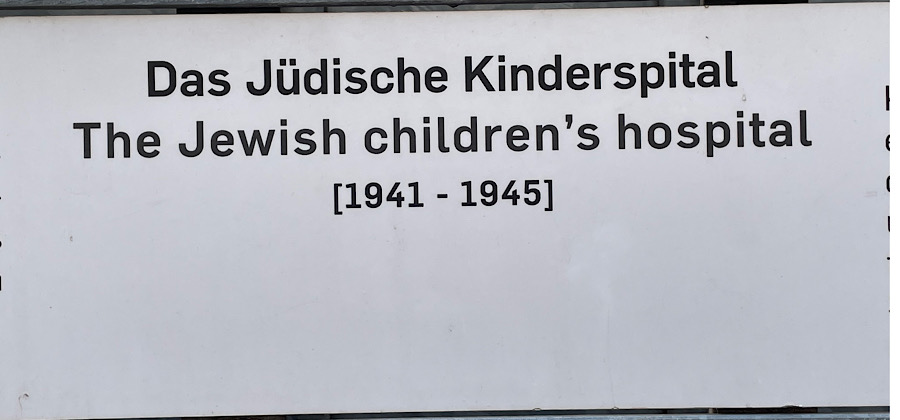 Das Jüdische Kinderspital
The Jewish children’s hospital
[1941 - 1945]